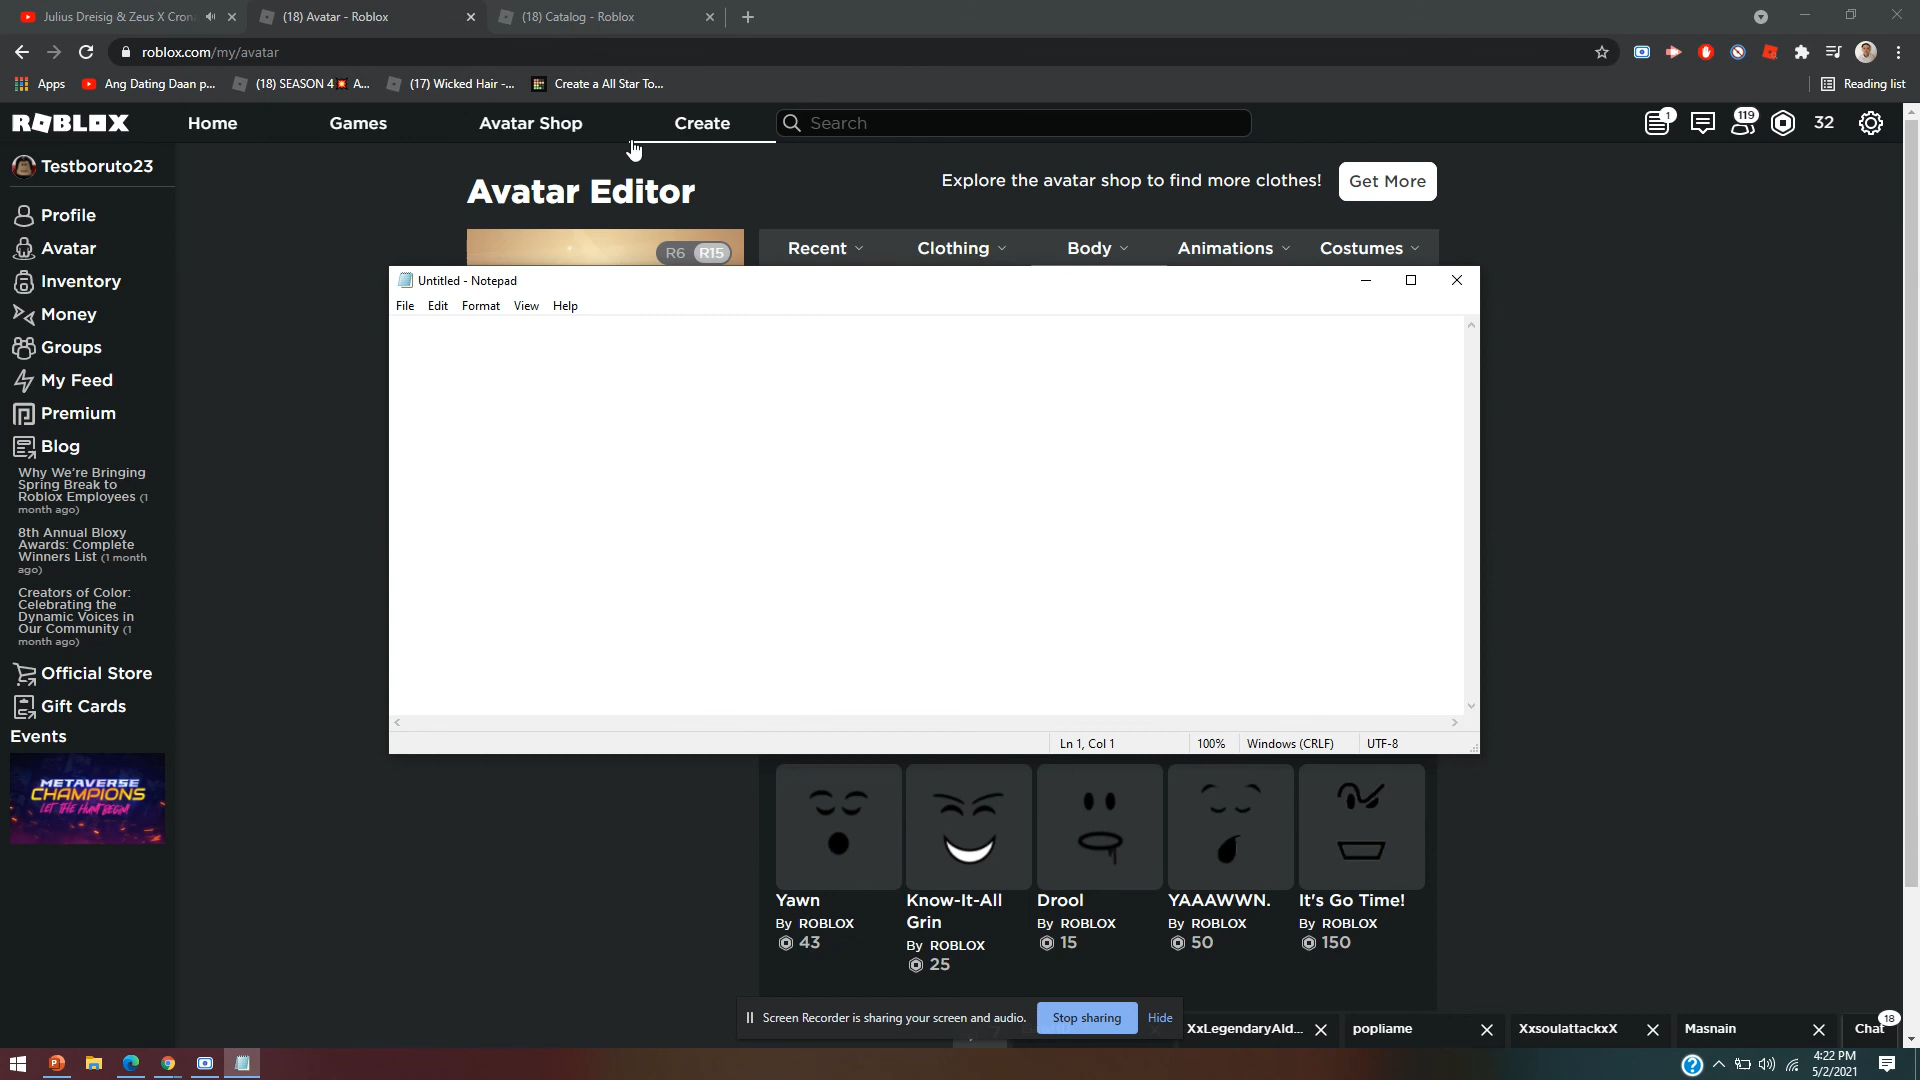 Julius Dreisig & Zeus X Cron
(18) Avatar - Roblox
(18) Catalog - Roblox
roblox.com/my/avatar
Apps
Ang Dating Daan p...
(18) SEASON 4💥 A...
(17) Wicked Hair -...
Create a All Star To...
Reading list
ROBLOX
Home
Games
Avatar Shop
Create
Search
1
119
32
Testboruto23
Profile
Avatar
Inventory
Money
Groups
My Feed
Premium
Blog
Why We're Bringing
Spring Break to
Roblox Employees (1
month ago)
8th Annual Bloxy
Awards: Complete
Winners List (1 month
ago)
Creators of Color:
Celebrating the
Dynamic Voices in
Our Community (1
month ago)
Official Store
Gift Cards
Events
METAVERSE
CHAMPIONS
LET THE HUNT BEGIN!
Avatar Editor
Explore the avatar shop to find more clothes!
Get More
R6
R15
Recent
Clothing
Body
Animations
Costumes
Untitled - Notepad
File
Edit
Format
View
Help
Ln 1, Col 1
100%
Windows (CRLF)
UTF-8
Yawn
By ROBLOX
43
Know-It-All
Grin
By ROBLOX
25
Drool
By ROBLOX
15
YAAAWWN.
By ROBLOX
50
It's Go Time!
By ROBLOX
150
Screen Recorder is sharing your screen and audio.
Stop sharing
Hide
XxLegendaryAld...
popliame
XxsoulattackxX
Masnain
Chat
18
4:22 PM
5/2/2021